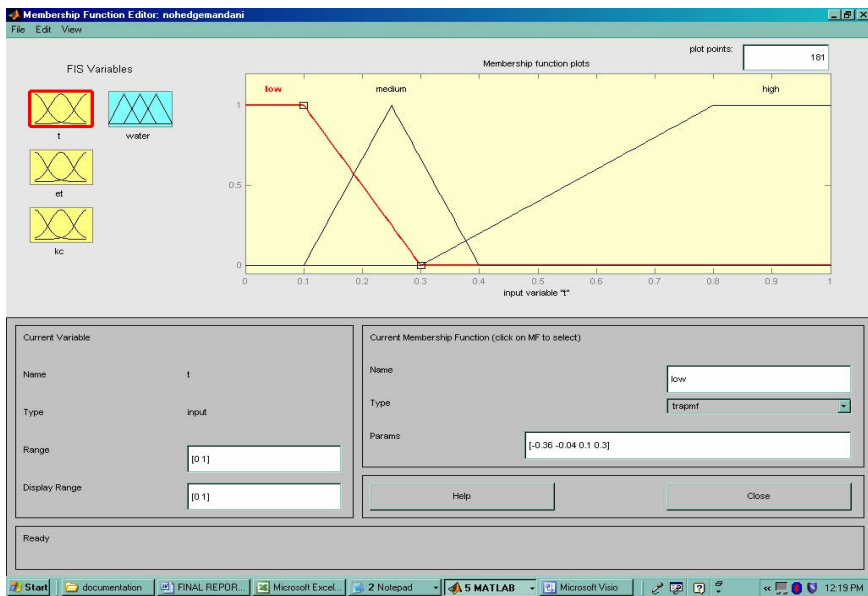 Membership Function Editor: nohedgemandani
File Edit View
plot points:
181
FIS Variables
Membership function plots
t
water
et
kc
low
medium
high
1
0.5
0
0 0.1 0.2 0.3 0.4 0.5 0.6 0.7 0.8 0.9 1
input variable "t"
Current Variable
Name
t
Type
input
Range
[0 1]
Display Range
[0 1]
Current Membership Function (click on MF to select)
Name
low
Type
trapmf
Params
[-0.36 -0.04 0.1 0.3]
Help
Close
Ready
Start
documentation
FINAL REPOR...
Microsoft Excel...
2 Notepad
5 MATLAB
Microsoft Visio
12:19 PM